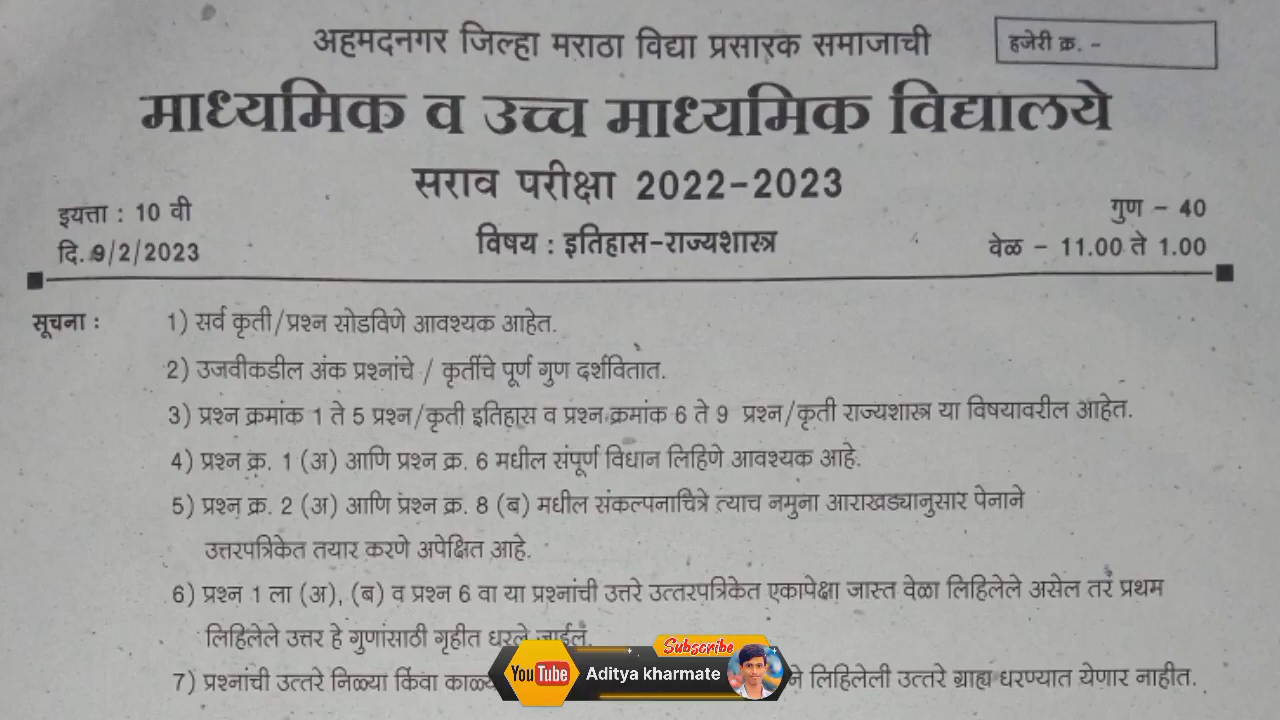 अहमदनगर जिल्हा मराठा विद्या प्रसारक समाजाची
हजेरी क्र. -
माध्यमिक व उच्च माध्यमिक विद्यालये
सराव परीक्षा 2022-2023
इयत्ता : 10 वी
गुण - 40
दि. 9/2/2023
विषय : इतिहास-राज्यशास्त्र
वेळ - 11.00 ते 1.00
सूचना : 1) सर्व कृती/प्रश्न सोडविणे आवश्यक आहेत.
2) उजवीकडील अंक प्रश्नांचे / कृतींचे पूर्ण गुण दर्शवितात.
3) प्रश्न क्रमांक 1 ते 5 प्रश्न/कृती इतिहास व प्रश्न क्रमांक 6 ते 9 प्रश्न/कृती राज्यशास्त्र या विषयावरील आहेत.
4) प्रश्न क्र. 1 (अ) आणि प्रश्न क्र. 6 मधील संपूर्ण विधान लिहिणे आवश्यक आहे.
5) प्रश्न क्र. 2 (अ) आणि प्रश्न क्र. 8 (ब) मधील संकल्पनाचित्रे त्याच नमुना आराखड्यानुसार पेनाने
उत्तरपत्रिकेत तयार करणे अपेक्षित आहे.
6) प्रश्न 1 ला (अ), (ब) व प्रश्न 6 वा या प्रश्नांची उत्तरे उत्तरपत्रिकेत एकापेक्षा जास्त वेळा लिहिलेले असेल तर प्रथम
लिहिलेले उत्तर हे गुणांसाठी गृहीत धरले जाईल.
7) प्रश्नांची उत्तरे निळ्या किंवा लिहिलेली उत्तरे ग्राह्य धरण्यात येणार नाहीत.
Subscribe
YouTube Aditya kharmate